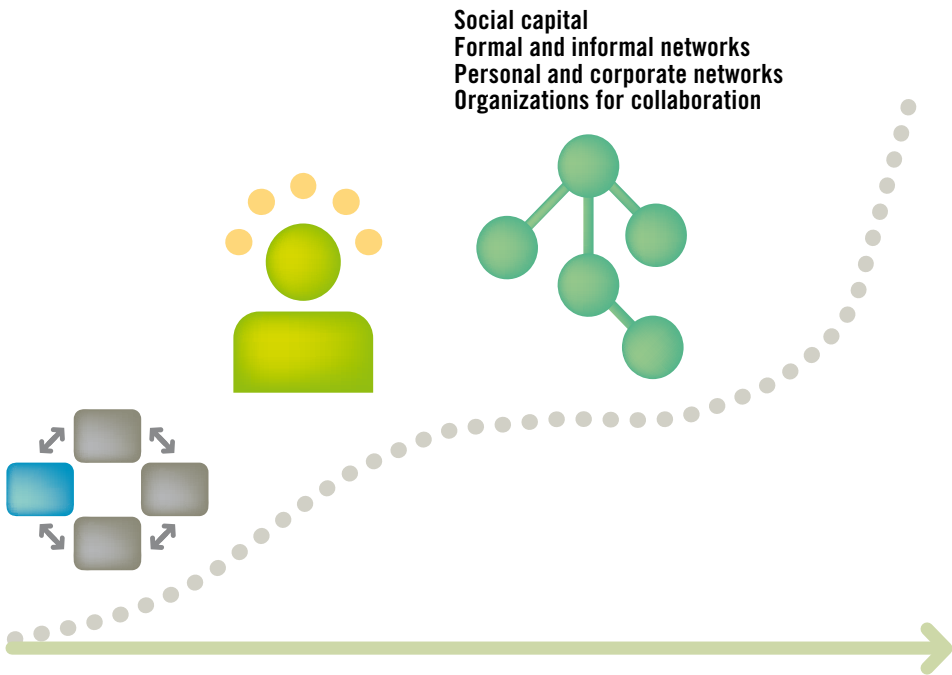 Social capital
Formal and informal networks
Personal and corporate networks
Organizations for collaboration